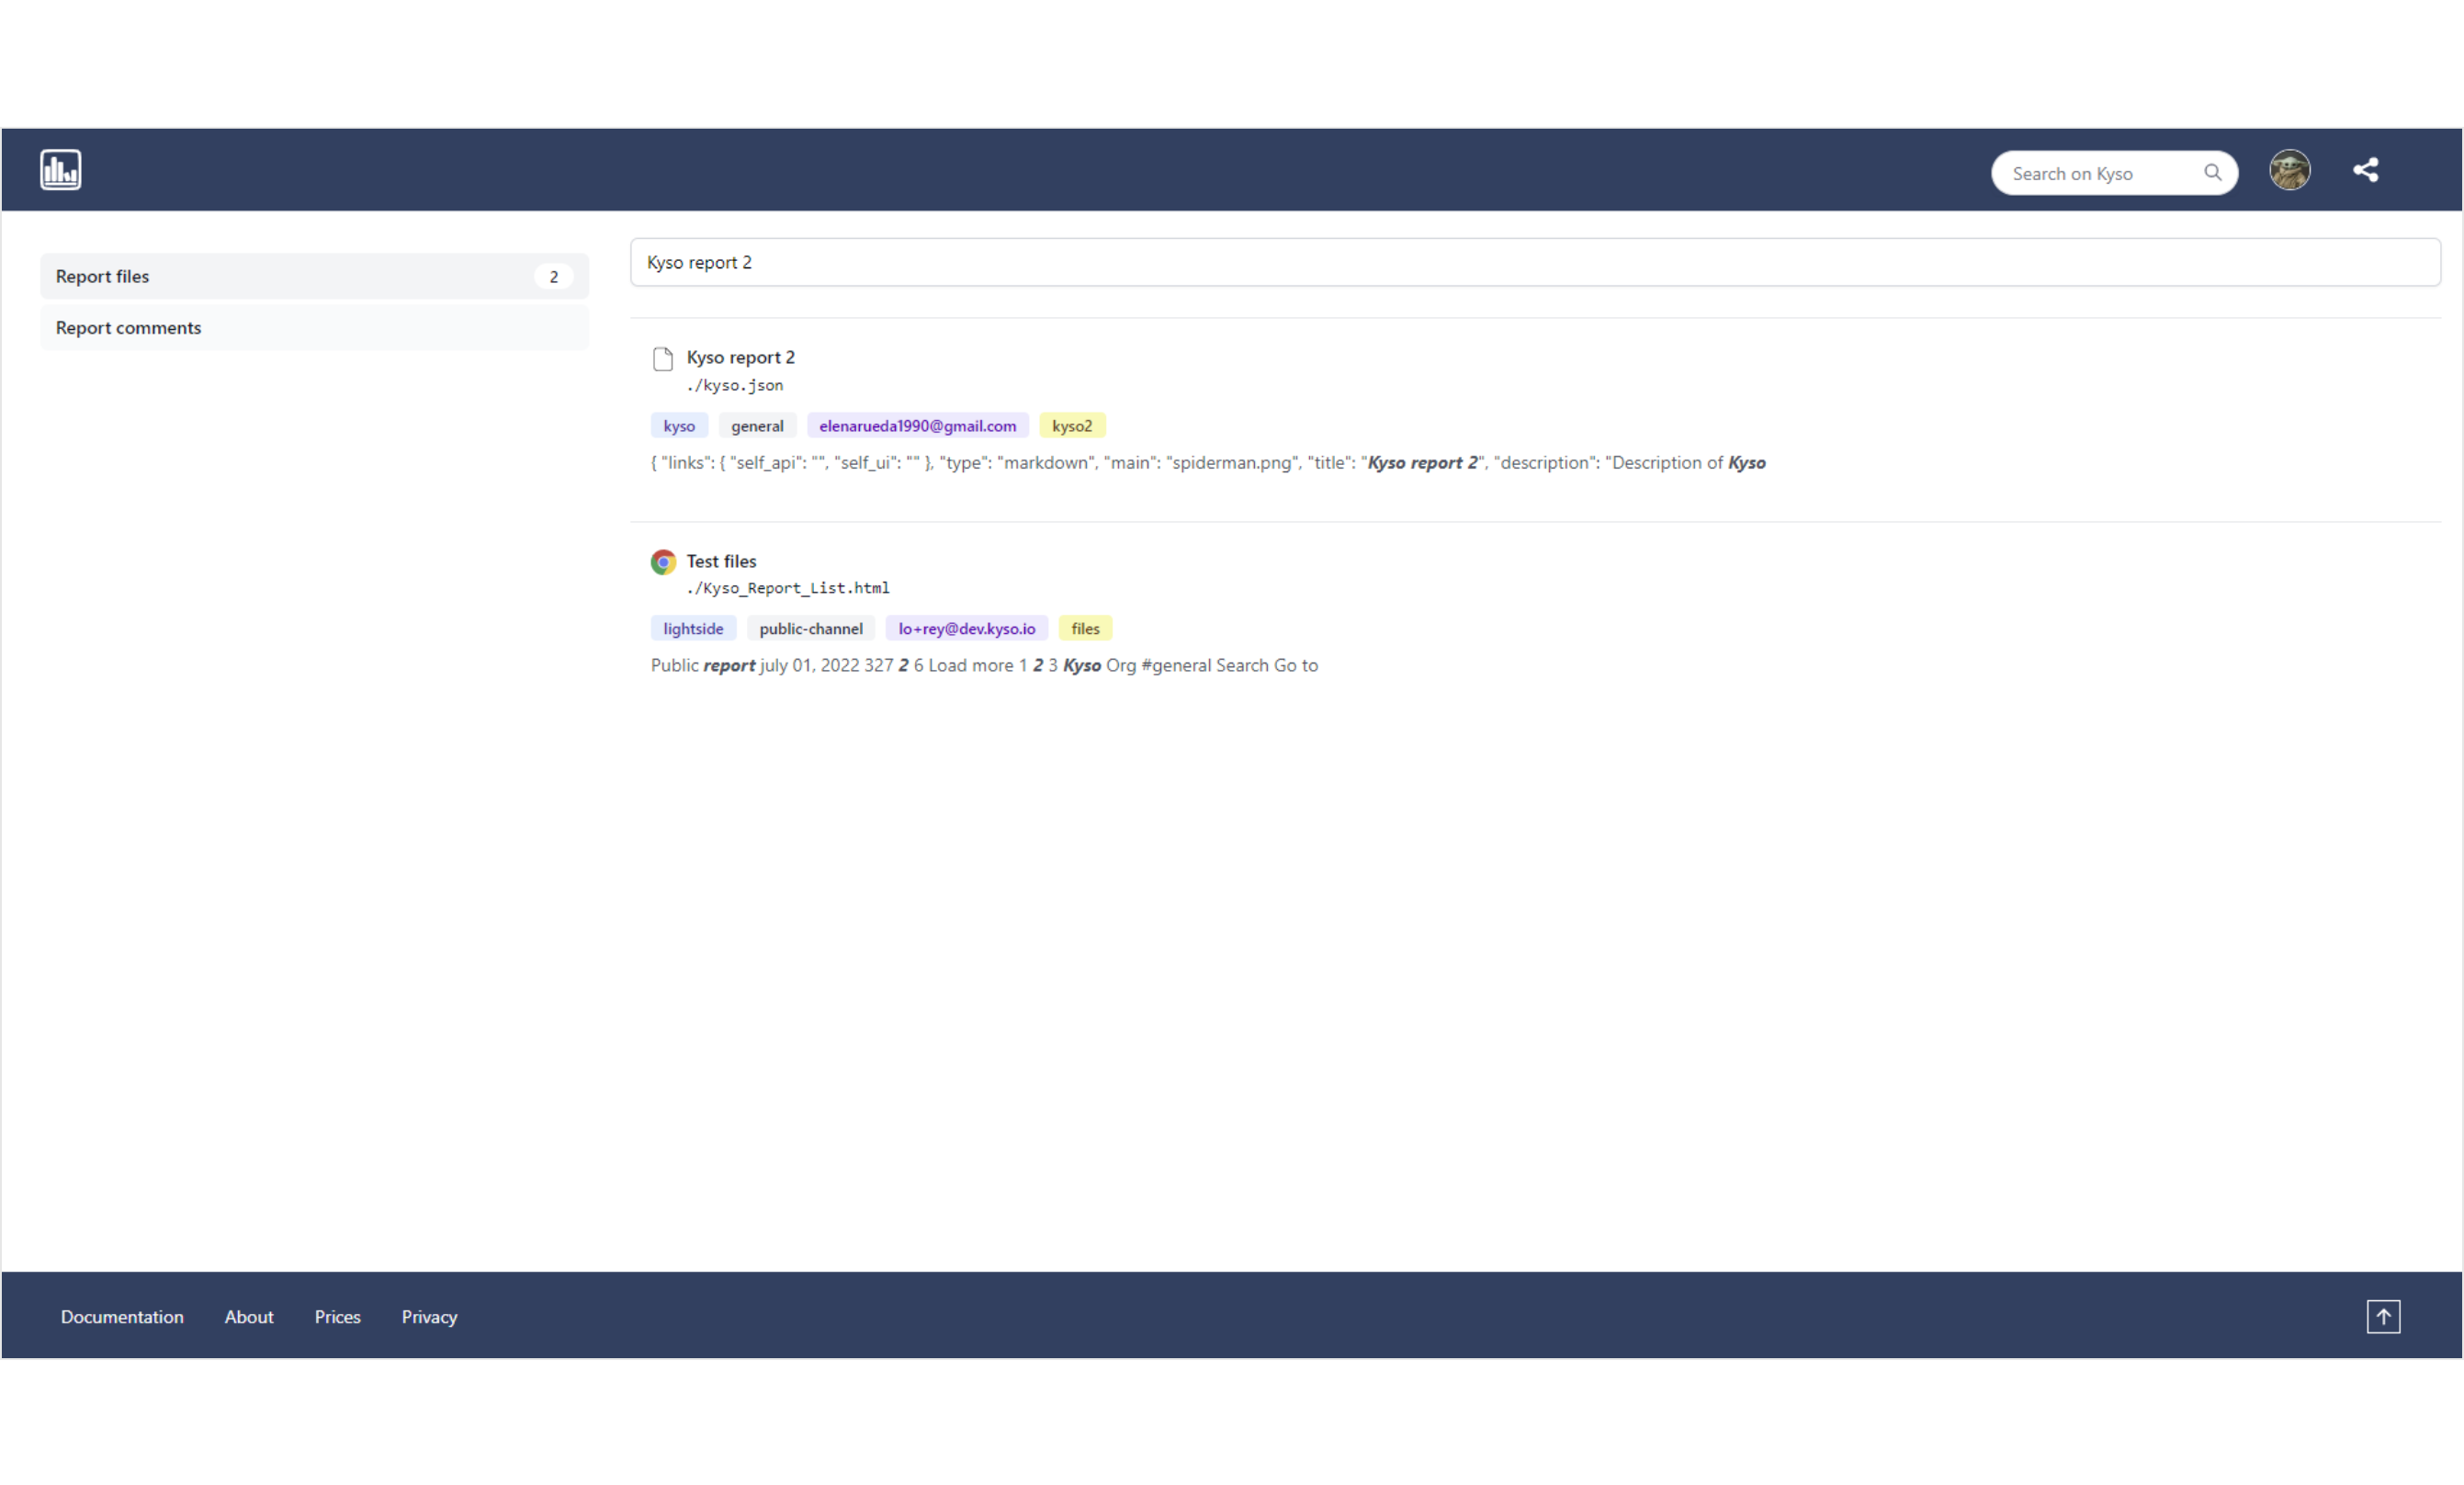 Search on Kyso
Report files 2
Report comments
Kyso report 2
Kyso report 2
./kyso.json
kyso general elenarueda1990@gmail.com kyso2
{ "links": { "self_api": "", "self_ui": "" }, "type": "markdown", "main": "spiderman.png", "title": "Kyso report 2", "description": "Description of Kyso
Test files
./Kyso_Report_List.html
lightside public-channel lo+rey@dev.kyso.io files
Public report july 01, 2022 327 2 6 Load more 1 2 3 Kyso Org #general Search Go to
Documentation About Prices Privacy